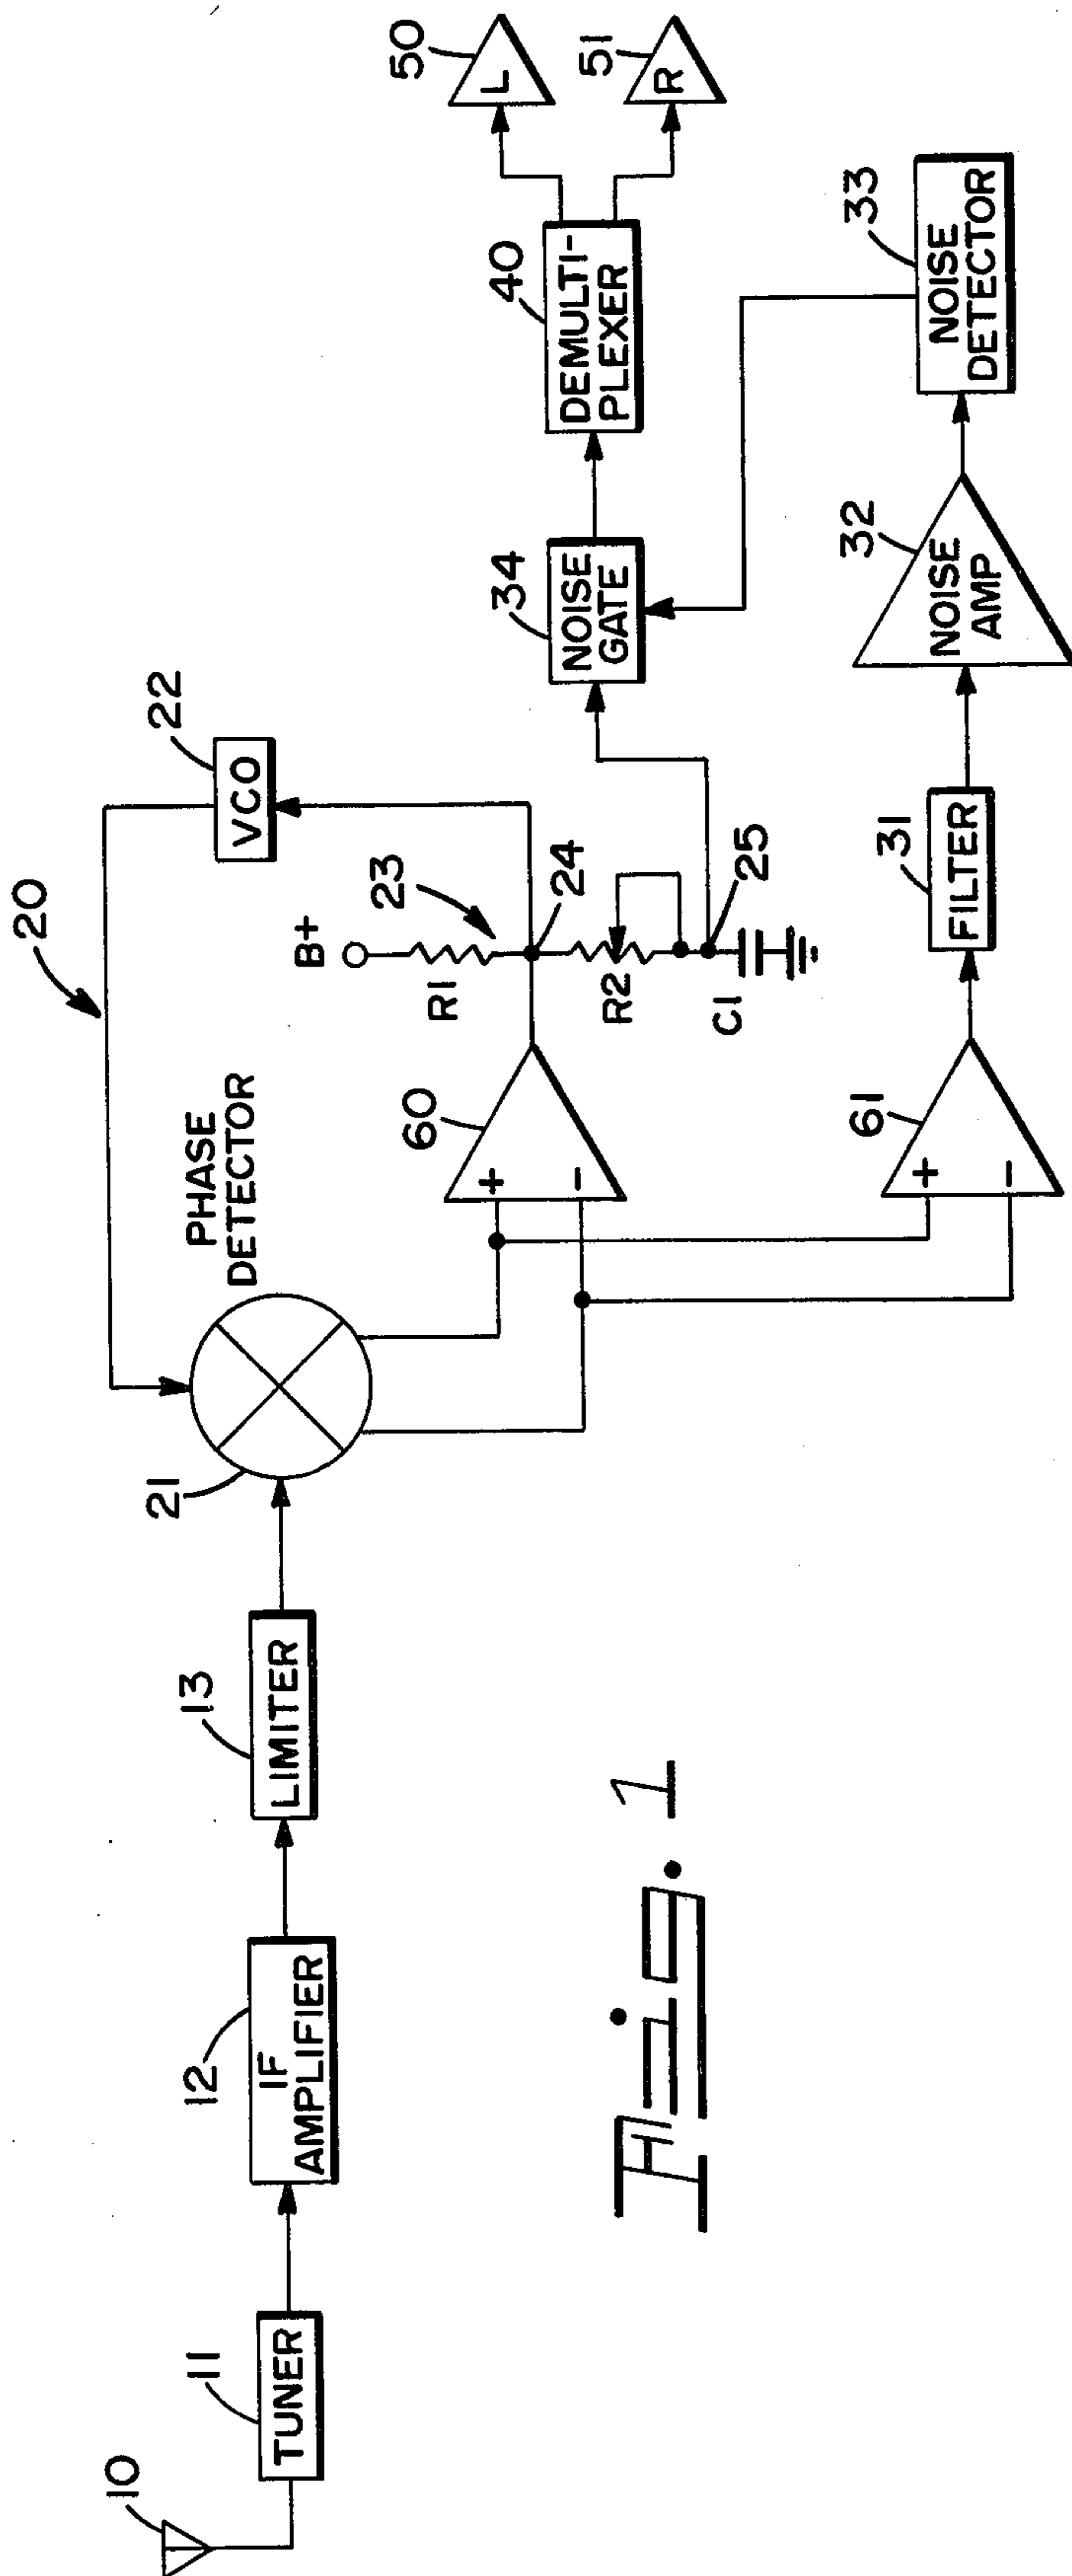 10
11
TUNER
12
IF
AMPLIFIER
13
LIMITER
21
PHASE
DETECTOR
20
22
VCO
B+
R1
23
24
R2
25
C1
60
+
-
61
+
-
31
FILTER
32
NOISE
AMP
33
NOISE
DETECTOR
34
NOISE
GATE
40
DEMULTI-
PLEXER
50
L
51
R
Fig. 1